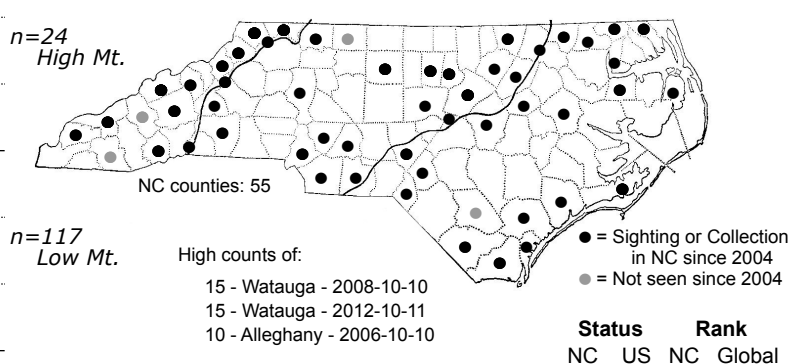 n=24
High Mt.
NC counties: 55
n=117
Low Mt.
High counts of:
15 - Watauga - 2008-10-10
15 - Watauga - 2012-10-11
10 - Alleghany - 2006-10-10
= Sighting or Collection
in NC since 2004
= Not seen since 2004
Status Rank
NC US NC Global